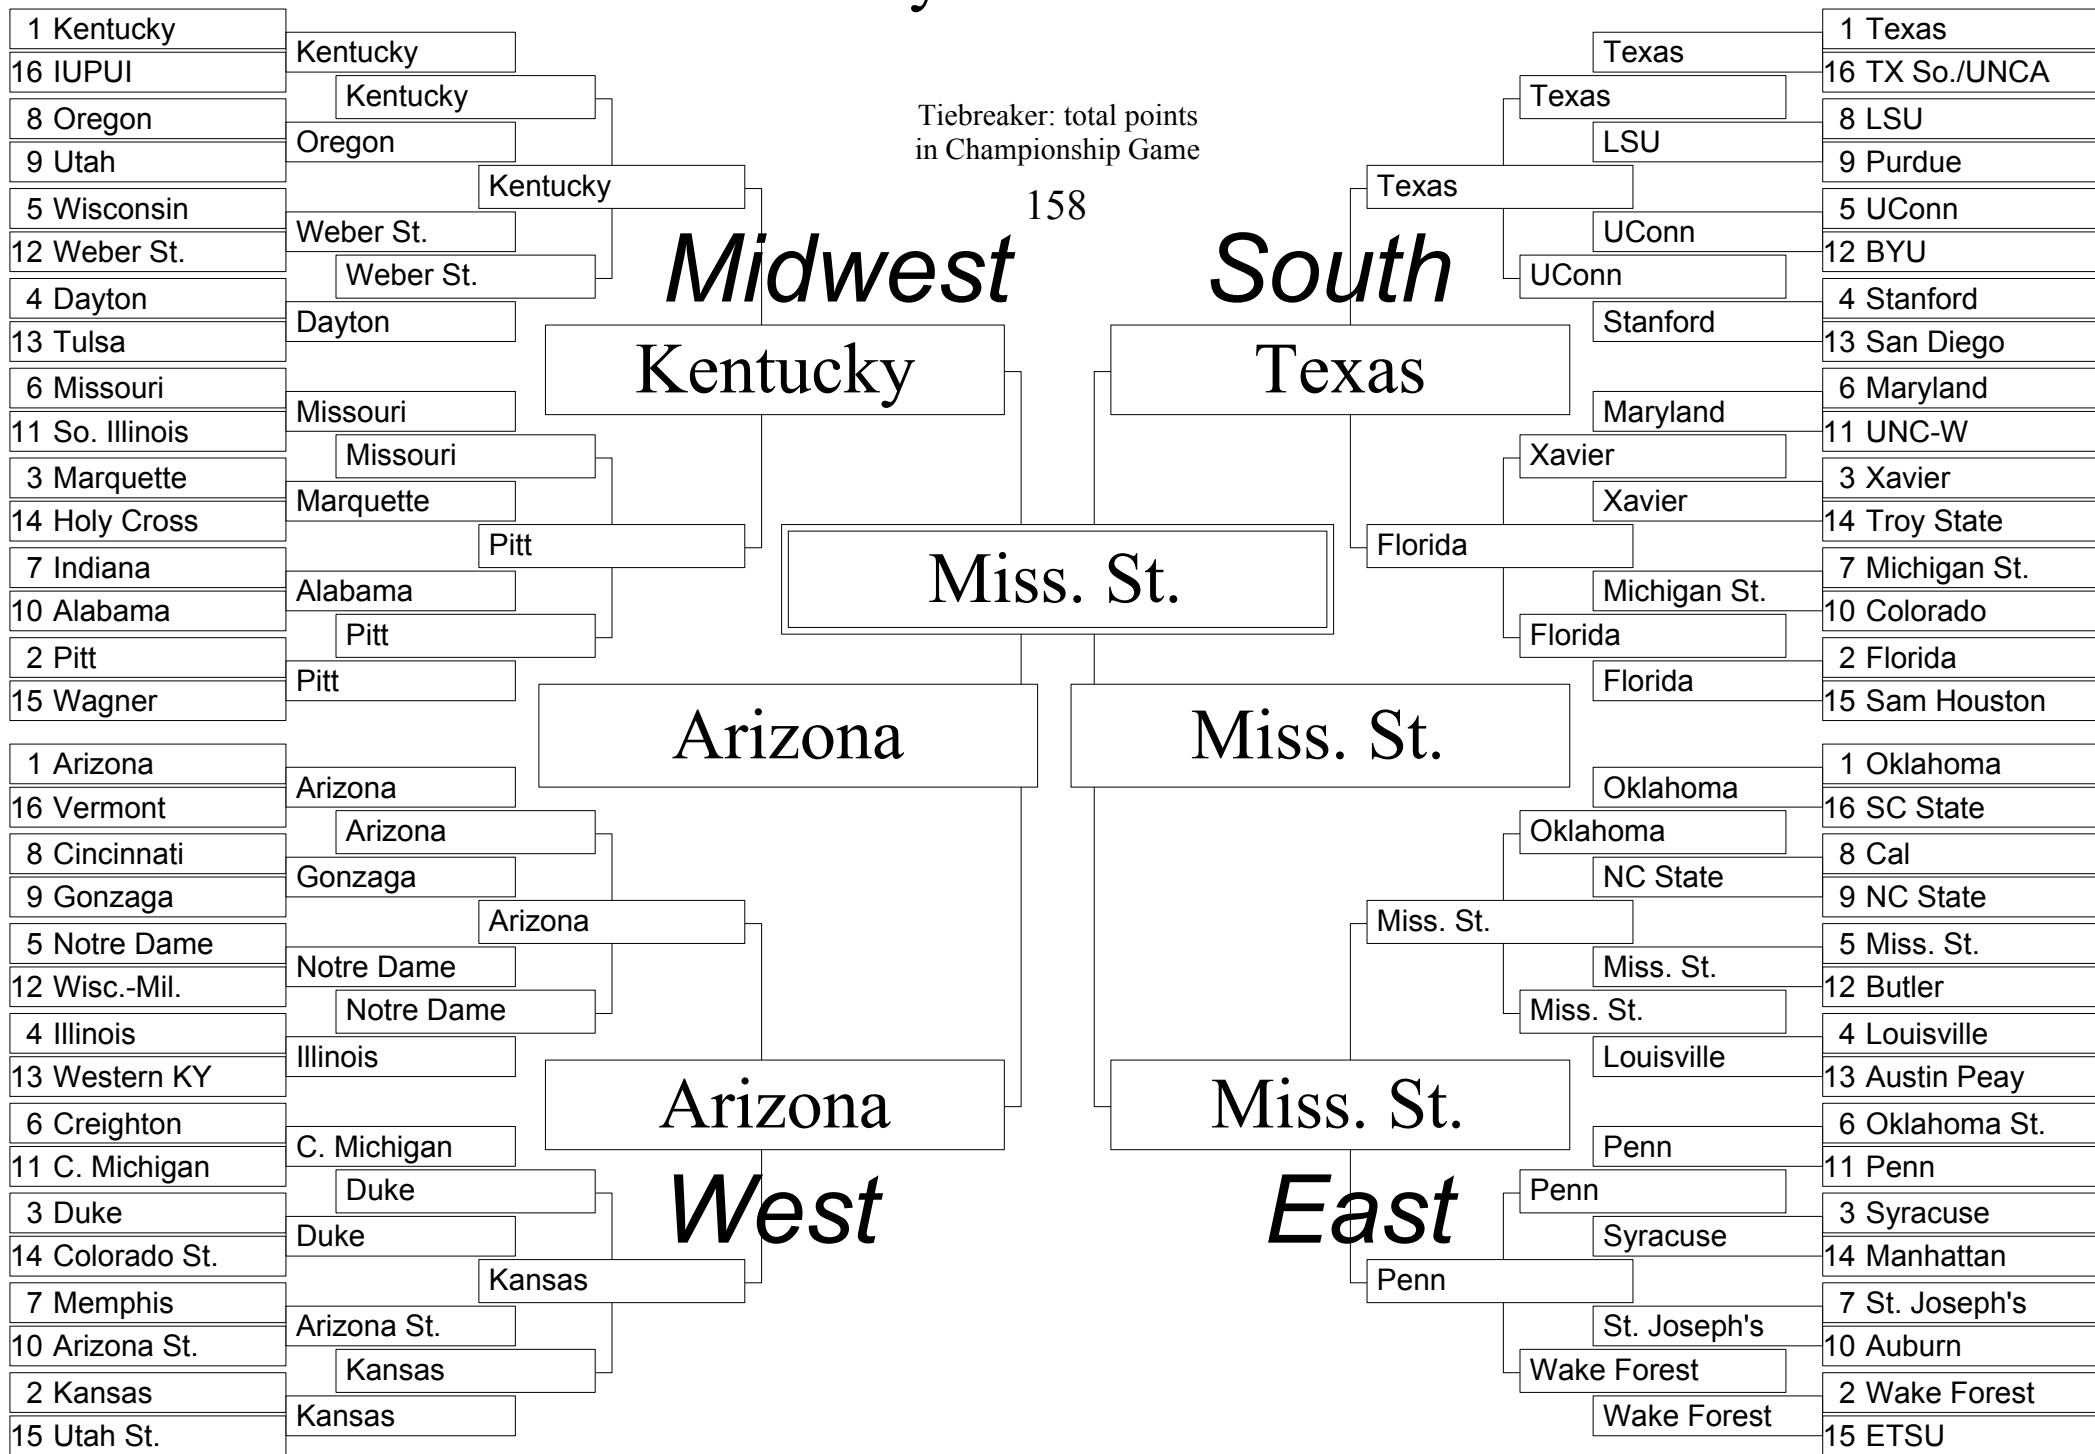 1 Kentucky
16 IUPUI
8 Oregon
9 Utah
5 Wisconsin
12 Weber St.
4 Dayton
13 Tulsa
6 Missouri
11 So. Illinois
3 Marquette
14 Holy Cross
7 Indiana
10 Alabama
2 Pitt
15 Wagner
1 Arizona
16 Vermont
8 Cincinnati
9 Gonzaga
5 Notre Dame
12 Wisc.-Mil.
4 Illinois
13 Western KY
6 Creighton
11 C. Michigan
3 Duke
14 Colorado St.
7 Memphis
10 Arizona St.
2 Kansas
15 Utah St.
Kentucky
Oregon
Weber St.
Dayton
Missouri
Marquette
Alabama
Pitt
Arizona
Gonzaga
Notre Dame
Illinois
C. Michigan
Duke
Arizona St.
Kansas
Kentucky
Weber St.
Missouri
Pitt
Arizona
Notre Dame
Duke
Kansas
Kentucky
Pitt
Arizona
Kansas
Midwest
Kentucky
Arizona
West
Tiebreaker: total points
in Championship Game
158
Miss. St.
Arizona
Miss. St.
South
Texas
Miss. St.
East
Texas
Florida
Miss. St.
Penn
Texas
UConn
Xavier
Florida
Oklahoma
Miss. St.
Penn
Wake Forest
Texas
LSU
UConn
Stanford
Maryland
Xavier
Michigan St.
Florida
Oklahoma
NC State
Miss. St.
Louisville
Penn
Syracuse
St. Joseph's
Wake Forest
1 Texas
16 TX So./UNCA
8 LSU
9 Purdue
5 UConn
12 BYU
4 Stanford
13 San Diego
6 Maryland
11 UNC-W
3 Xavier
14 Troy State
7 Michigan St.
10 Colorado
2 Florida
15 Sam Houston
1 Oklahoma
16 SC State
8 Cal
9 NC State
5 Miss. St.
12 Butler
4 Louisville
13 Austin Peay
6 Oklahoma St.
11 Penn
3 Syracuse
14 Manhattan
7 St. Joseph's
10 Auburn
2 Wake Forest
15 ETSU